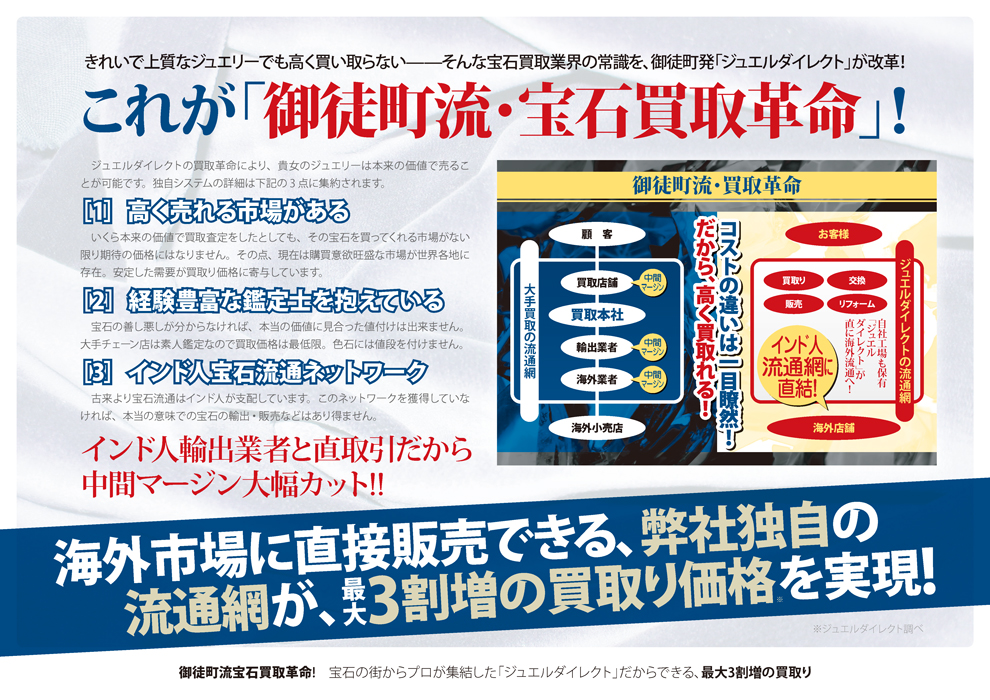 きれいで上質なジュエリーでも高く買い取らない――そんな宝石買取業界の常識を、御徒町発「ジュエルダイレクト」が改革!
これが「御徒町流・宝石買取革命」!
ジュエルダイレクトの買取革命により、貴女のジュエリーは本来の価値で売るこ
とが可能です。独自システムの詳細は下記の3点に集約されます。
[1] 高く売れる市場がある
いくら本来の価値で買取査定をしたとしても、その宝石を買ってくれる市場がない
限り期待の価格にはなりません。その点、現在は購買意欲旺盛な市場が世界各地に
存在。安定した需要が買取り価格に寄与しています。
[2] 経験豊富な鑑定士を抱えている
宝石の善し悪しが分からなければ、本当の価値に見合った値付けは出来ません。
大手チェーン店は素人鑑定なので買取価格は最低限。色石には値段を付けません。
[3] インド人宝石流通ネットワーク
古来より宝石流通はインド人が支配しています。このネットワークを獲得していな
ければ、本当の意味での宝石の輸出・販売などはあり得ません。
インド人輸出業者と直取引だから
中間マージン大幅カット!!
御徒町流・買取革命
大手買取の流通網
顧 客
買取店舗
中間
マージン
買取本社
輸出業者
中間
マージン
海外業者
中間
マージン
海外小売店
コストの違いは一目瞭然!
だから、高く買取れる!
お客様
買取り
交換
販売
リフォーム
自社工場も保有
「ジュエル
ダイレクト」が
直に海外流通へ!
インド人
流通網に
直結!
海外店舗
ジュエルダイレクトの流通網
海外市場に直接販売できる、弊社独自の
流通網が、最大3割増の買取り価格※を実現!
※ジュエルダイレクト調べ
御徒町流宝石買取革命! 宝石の街からプロが集結した「ジュエルダイレクト」だからできる、最大3割増の買取り